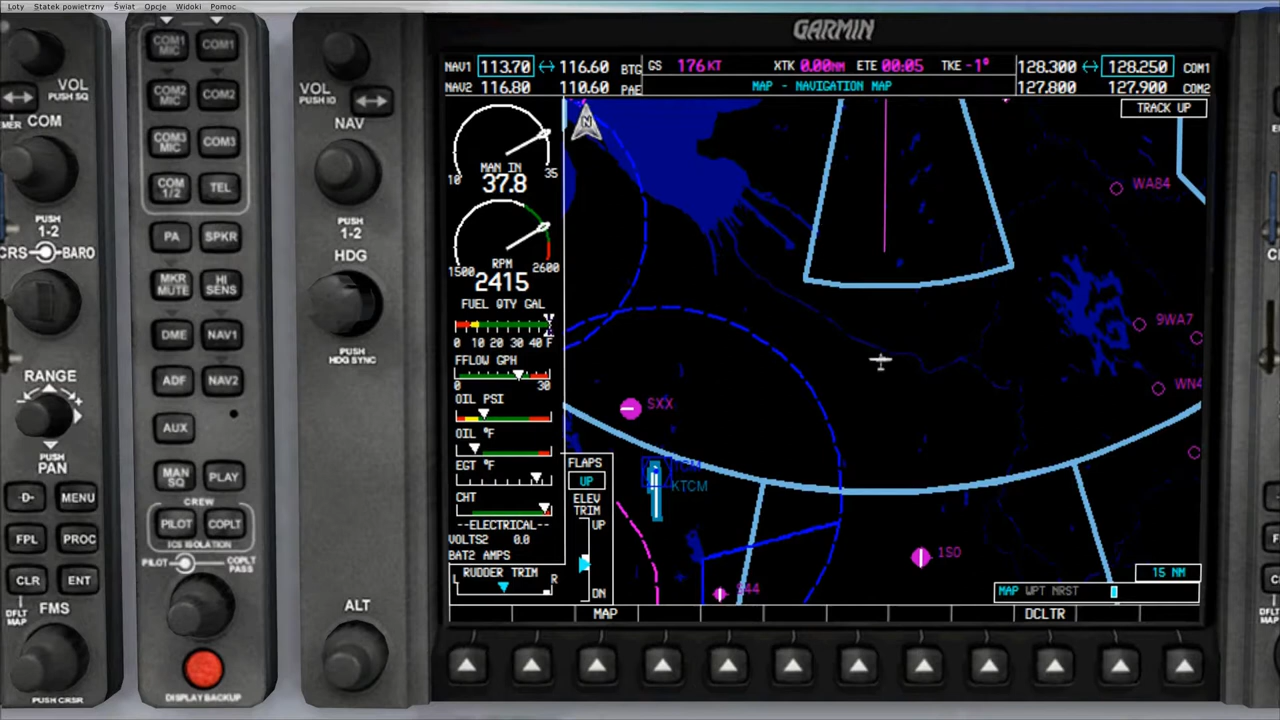 Loty Statek powietrzny Świat Opcje Widoki Pomoc
GARMIN
NAV1 113.70 ↔ 116.60 BTG
NAV2 116.80 110.60 PAE
GS 176KT XTK 0.00NM ETE 00:05 TKE -1°
MAP - NAVIGATION MAP
128.300 ↔ 128.250 COM1
127.800 127.900 COM2
VOL
PUSH SQ
EMER COM
PUSH
1-2
CRS BARO
RANGE
PUSH
PAN
-D-
MENU
FPL
PROC
CLR
ENT
DFLT
MAP
FMS
PUSH CRSR
COM1
MIC
COM1
COM2
MIC
COM2
COM3
MIC
COM3
COM
1/2
TEL
PA
SPKR
MKR
MUTE
HI
SENS
DME
NAV1
ADF
NAV2
AUX
MAN
SQ
PLAY
CREW
PILOT
COPLT
ICS ISOLATION
PILOT
COPLT
PASS
DISPLAY BACKUP
VOL
PUSH ID
NAV
PUSH
1-2
HDG
PUSH
HDG SYNC
ALT
MAN IN
10 35
37.8
RPM
1500 2600
2415
FUEL QTY GAL
0 10 20 30 40 F
FFLOW GPH
0 30
OIL PSI
OIL °F
EGT °F
CHT
--ELECTRICAL--
VOLTS2 0.0
BAT2 AMPS
RUDDER TRIM
L R
FLAPS
UP
ELEV
TRIM
UP
DN
N
TRACK UP
WA84
9WA7
WN4
SXX
KTCM
1S0
15 NM
MAP WPT NRST
MAP
DCLTR